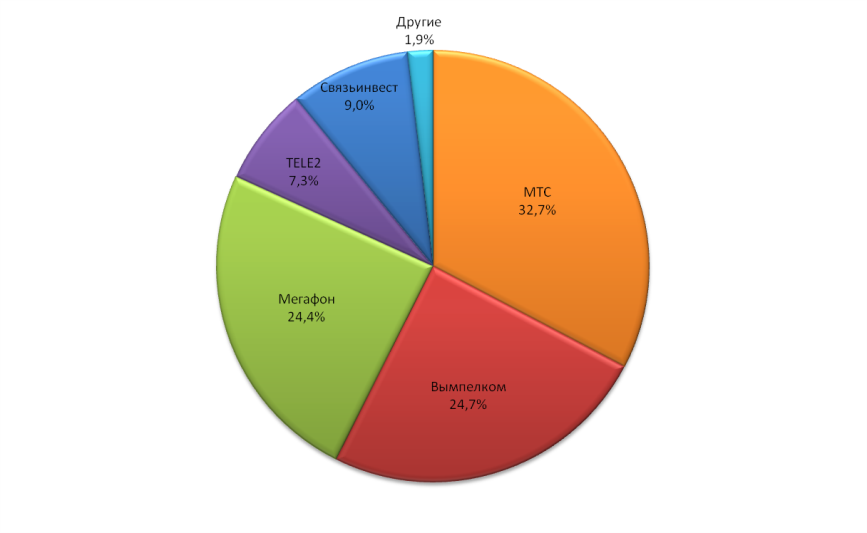 Другие
1,9%
Связьинвест
9,0%
TELE2
7,3%
МТС
32,7%
Мегафон
24,4%
Вымпелком
24,7%